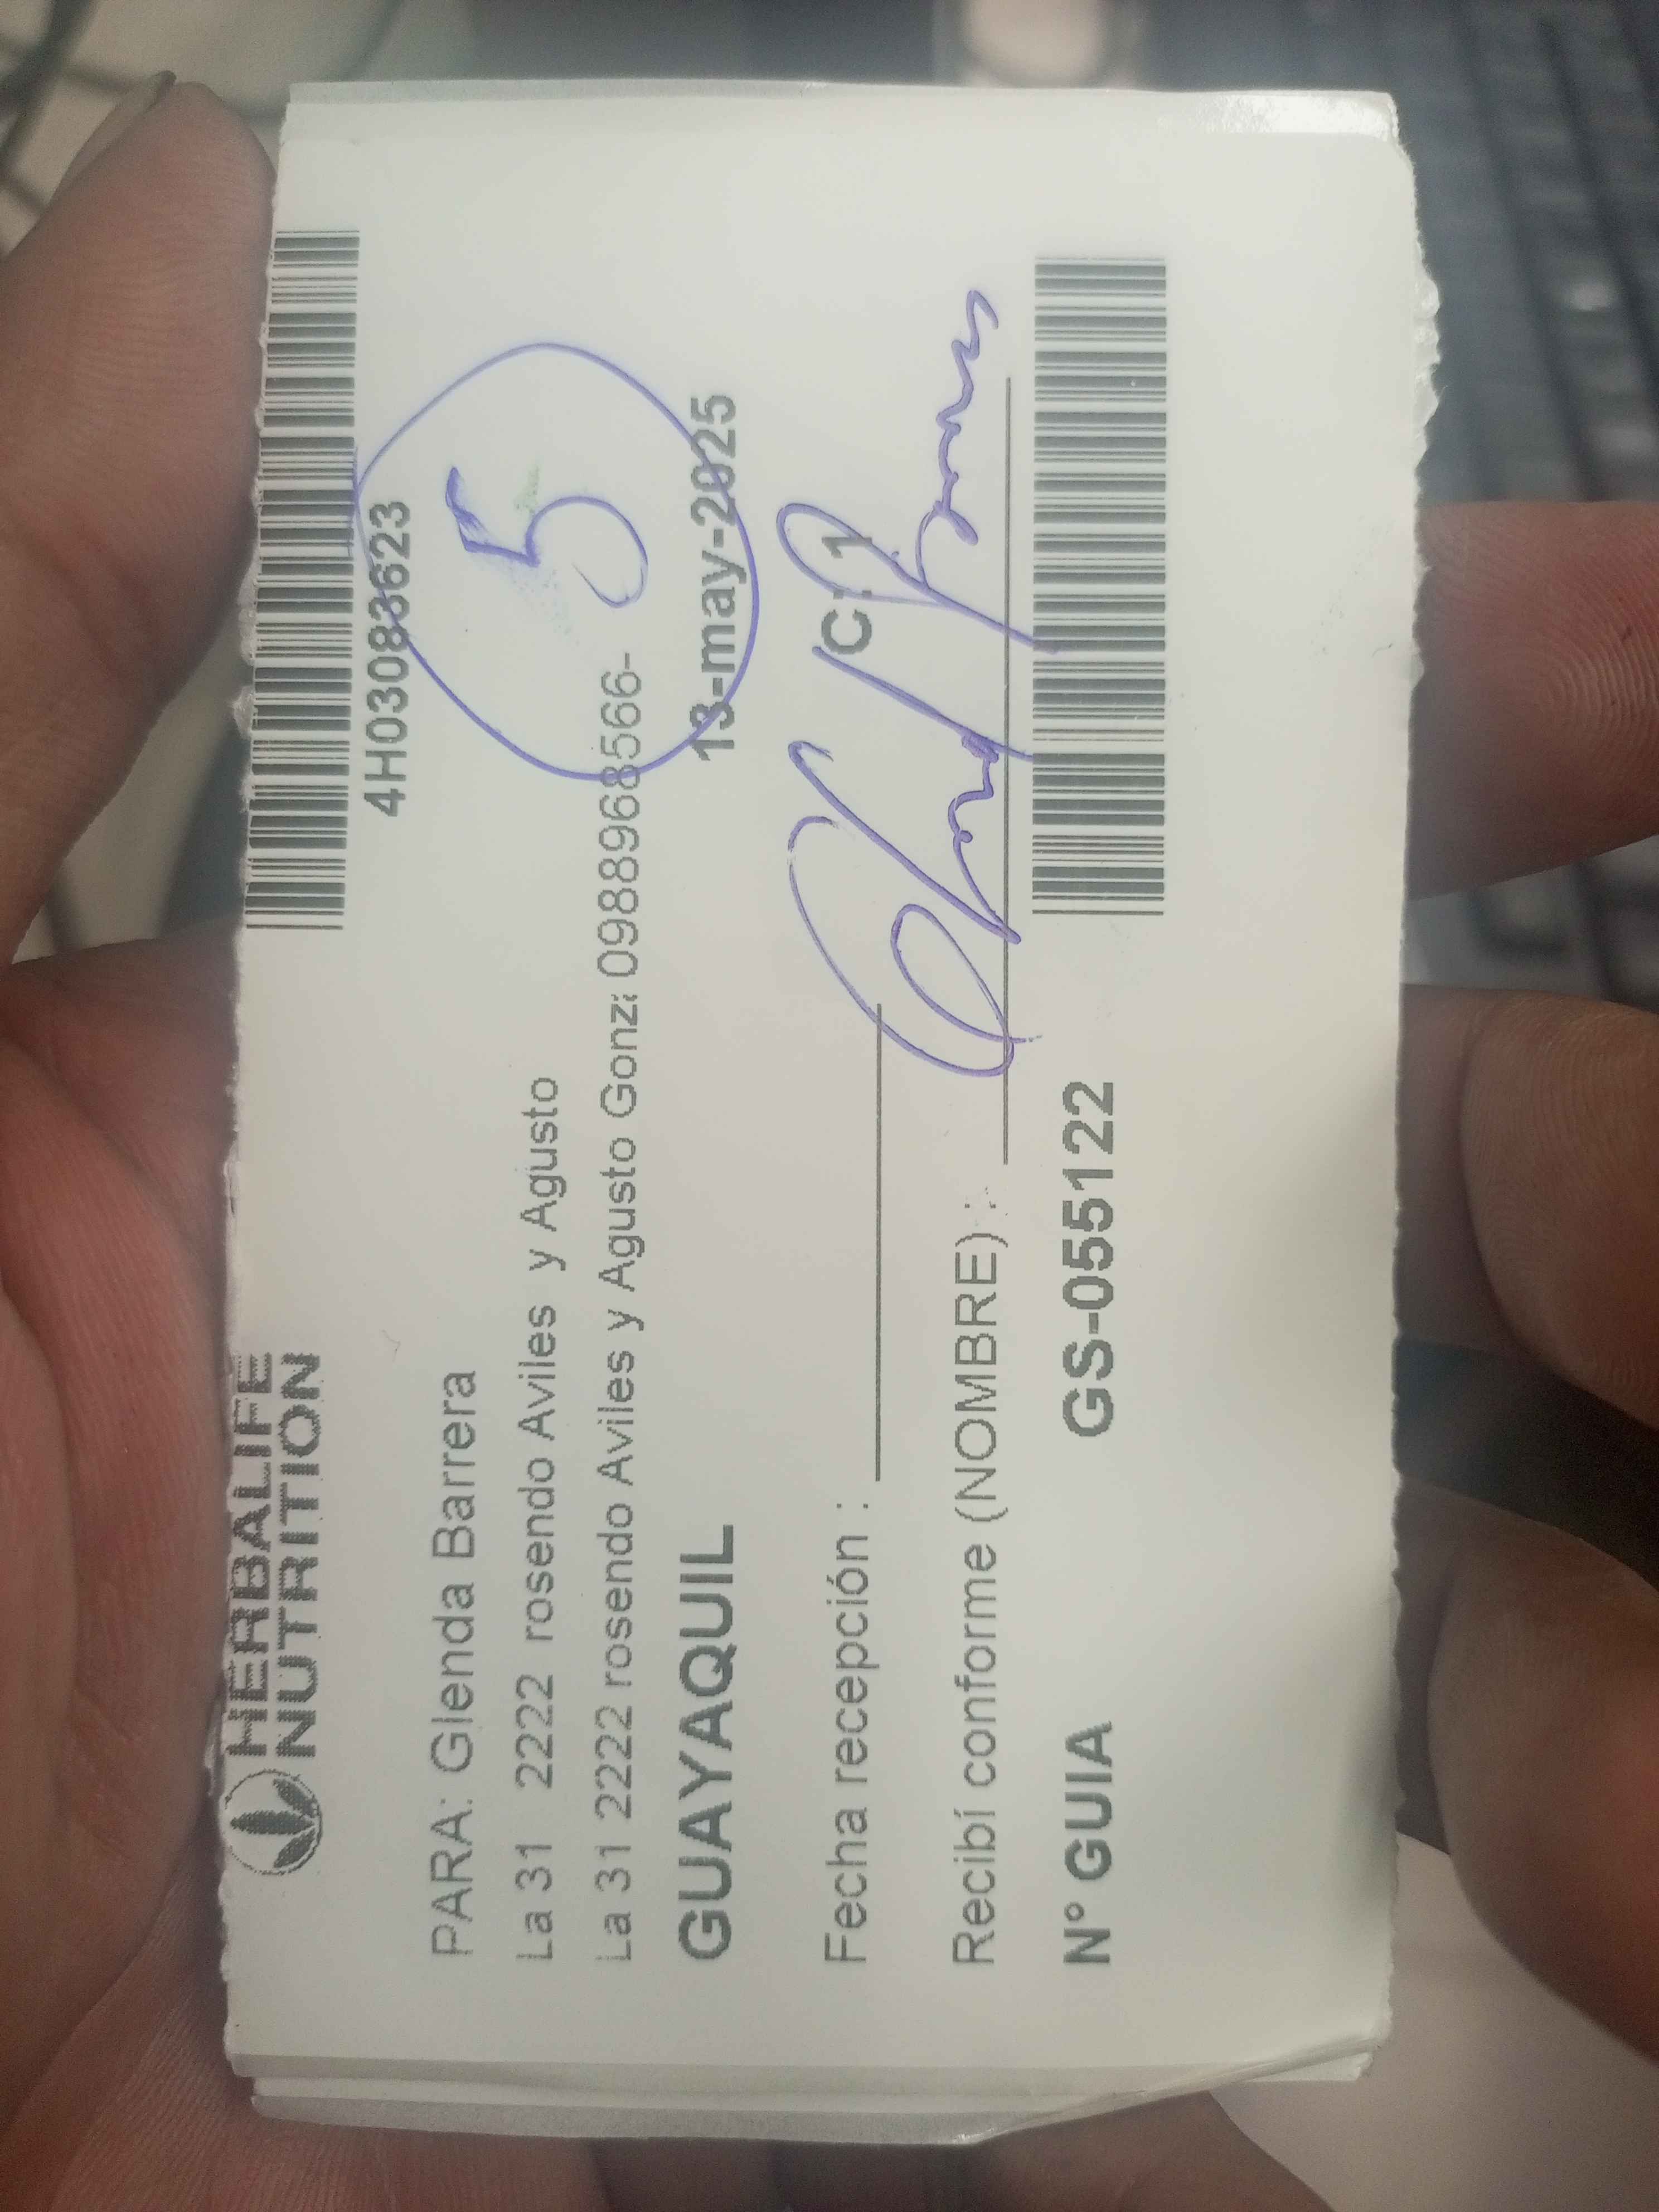 HERBALIFE
NUTRITION
4H03083623
PARA: Glenda Barrera
5
La 31 2222 rosendo Aviles y Agusto
La 31 2222 rosendo Aviles y Agusto Gonz: 0988968566-
GUAYAQUIL
13-may-2025
Fecha recepción :
C: 1
Recibí conforme (NOMBRE) :
Nº GUIA
GS-055122